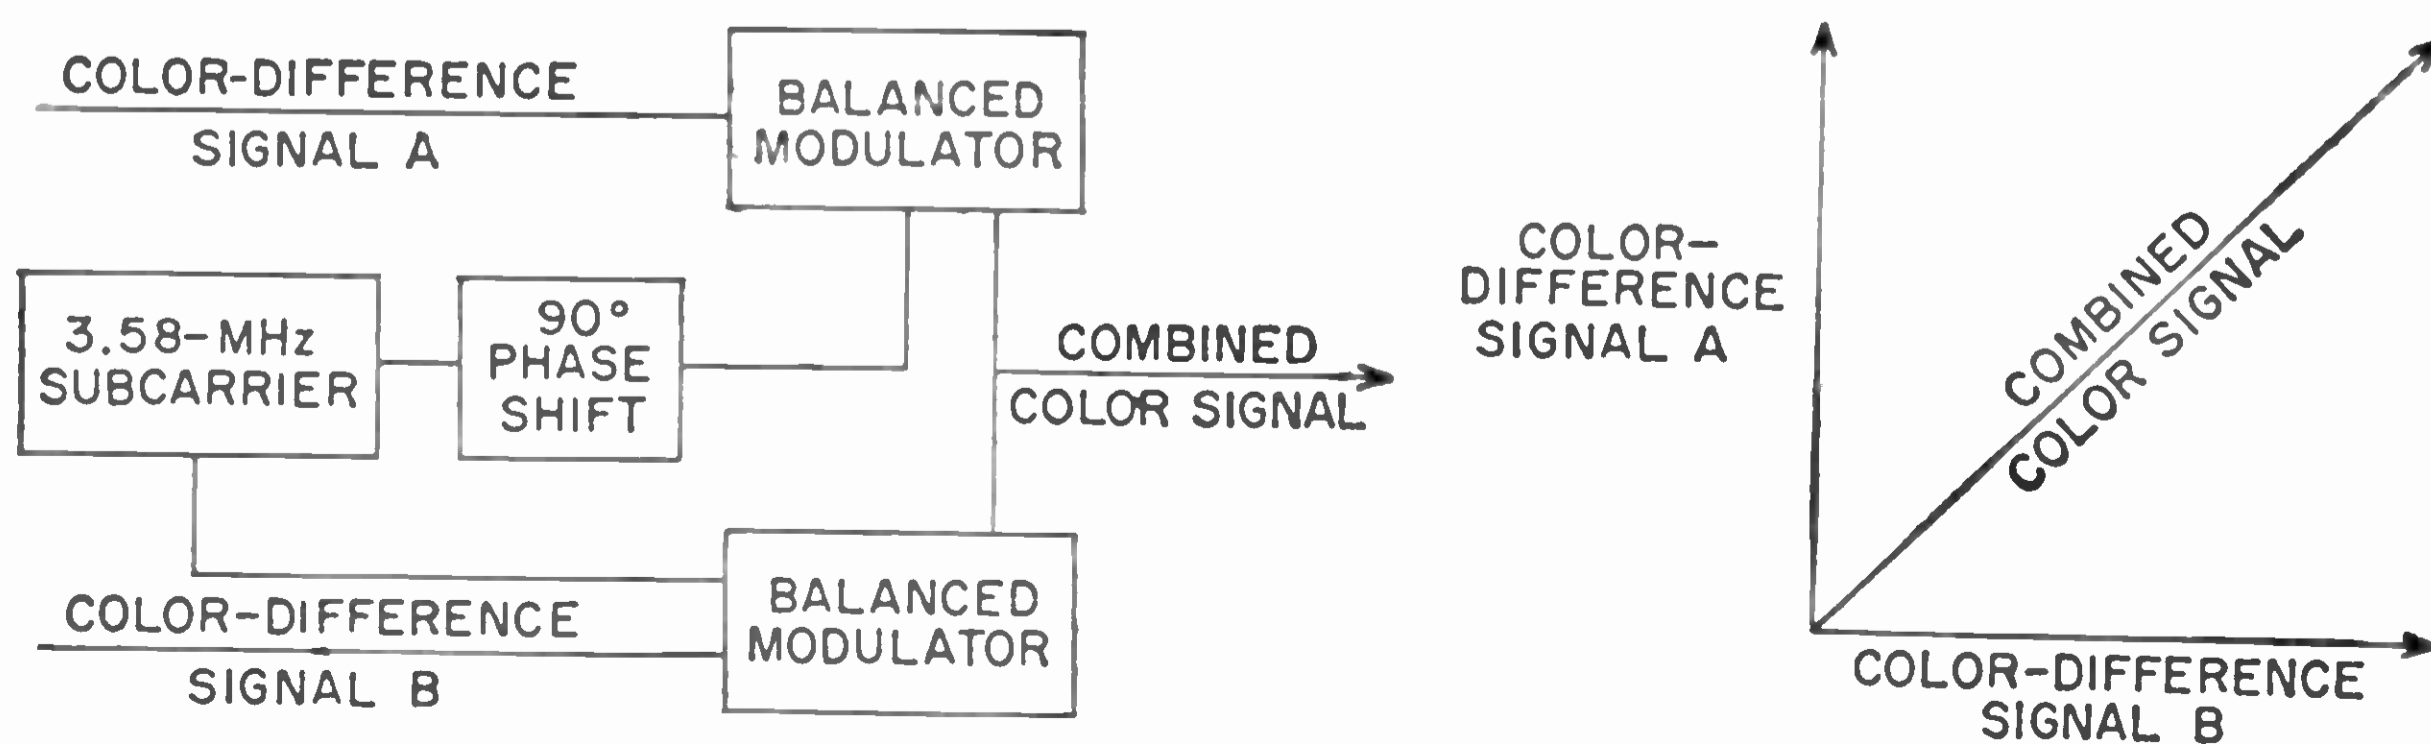 COLOR-DIFFERENCE
SIGNAL A
BALANCED
MODULATOR
3.58-MHz
SUBCARRIER
90°
PHASE
SHIFT
COMBINED
COLOR SIGNAL
COLOR-DIFFERENCE
SIGNAL B
BALANCED
MODULATOR
COLOR-
DIFFERENCE
SIGNAL A
COMBINED
COLOR SIGNAL
COLOR-DIFFERENCE
SIGNAL B